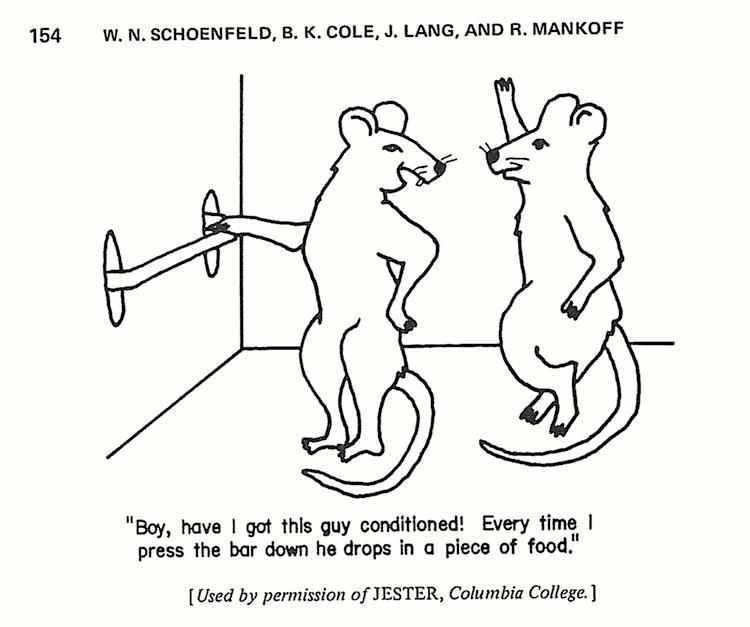 154 W. N. SCHOENFELD, B. K. COLE, J. LANG, AND R. MANKOFF
"Boy, have I got this guy conditioned! Every time I
press the bar down he drops in a piece of food."
[Used by permission of JESTER, Columbia College.]